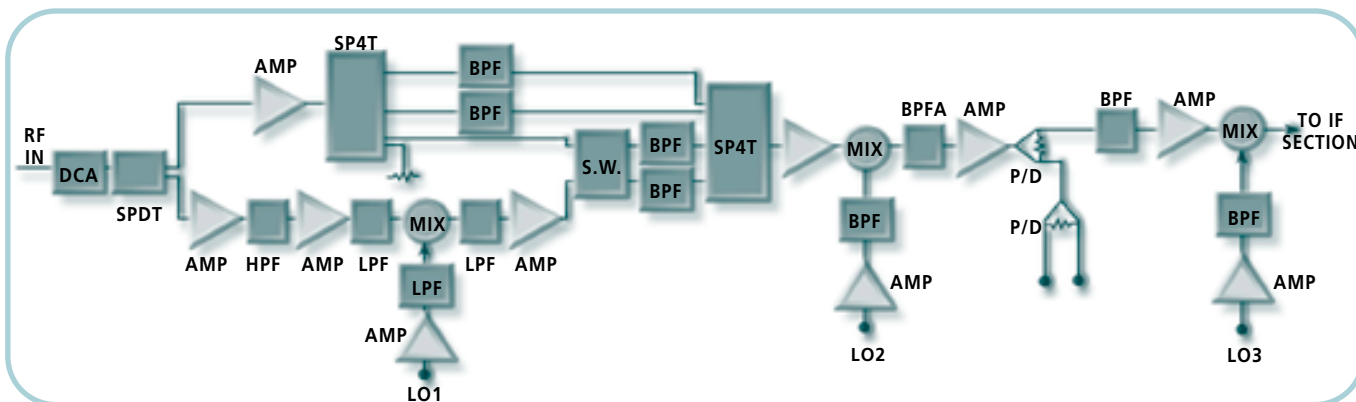 SP4T
AMP
BPF
BPF
RF
IN
DCA
SPDT
AMP
HPF
AMP
LPF
MIX
LPF
AMP
LPF
AMP
LO1
S.W.
BPF
BPF
SP4T
MIX
BPF
AMP
LO2
BPFA
AMP
P/D
P/D
BPF
AMP
MIX
TO IF
SECTION
BPF
AMP
LO3